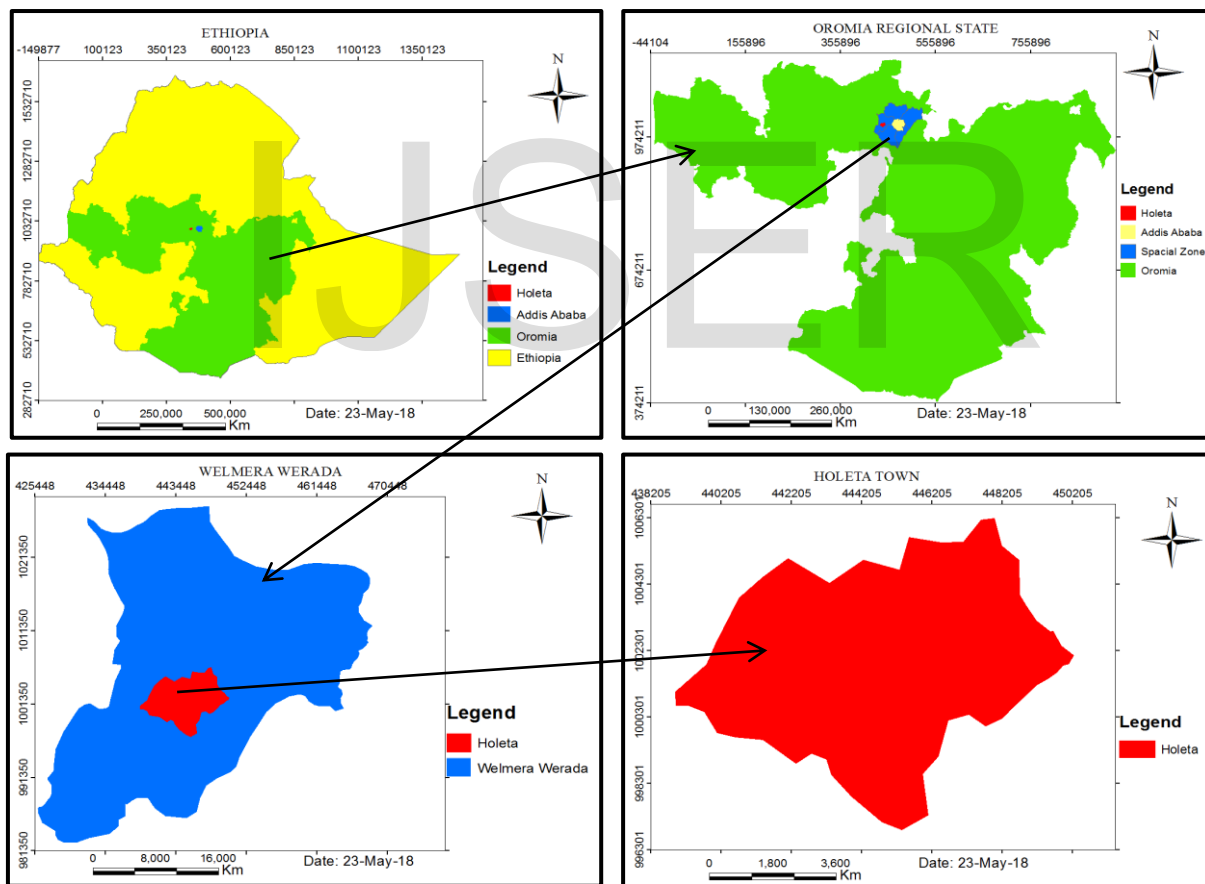 ETHIOPIA
-149877 100123 350123 600123 850123 1100123 1350123
N
1532710
1282710
1032710
782710
532710
282710
Legend
Holeta
Addis Ababa
Oromia
Ethiopia
0 250,000 500,000
Km
Date: 23-May-18
OROMIA REGIONAL STATE
-44104 155896 355896 555896 755896
N
974211
674211
374211
Legend
Holeta
Addis Ababa
Spacial Zone
Oromia
0 130,000 260,000
Km
Date: 23-May-18
IJSER
WELMERA WERADA
425448 434448 443448 452448 461448 470448
N
1021350
1011350
1001350
991350
981350
Legend
Holeta
Welmera Werada
0 8,000 16,000
Km
Date: 23-May-18
HOLETA TOWN
438205 440205 442205 444205 446205 448205 450205
N
1006301
1004301
1002301
1000301
998301
996301
Legend
Holeta
0 1,800 3,600
Km
Date: 23-May-18